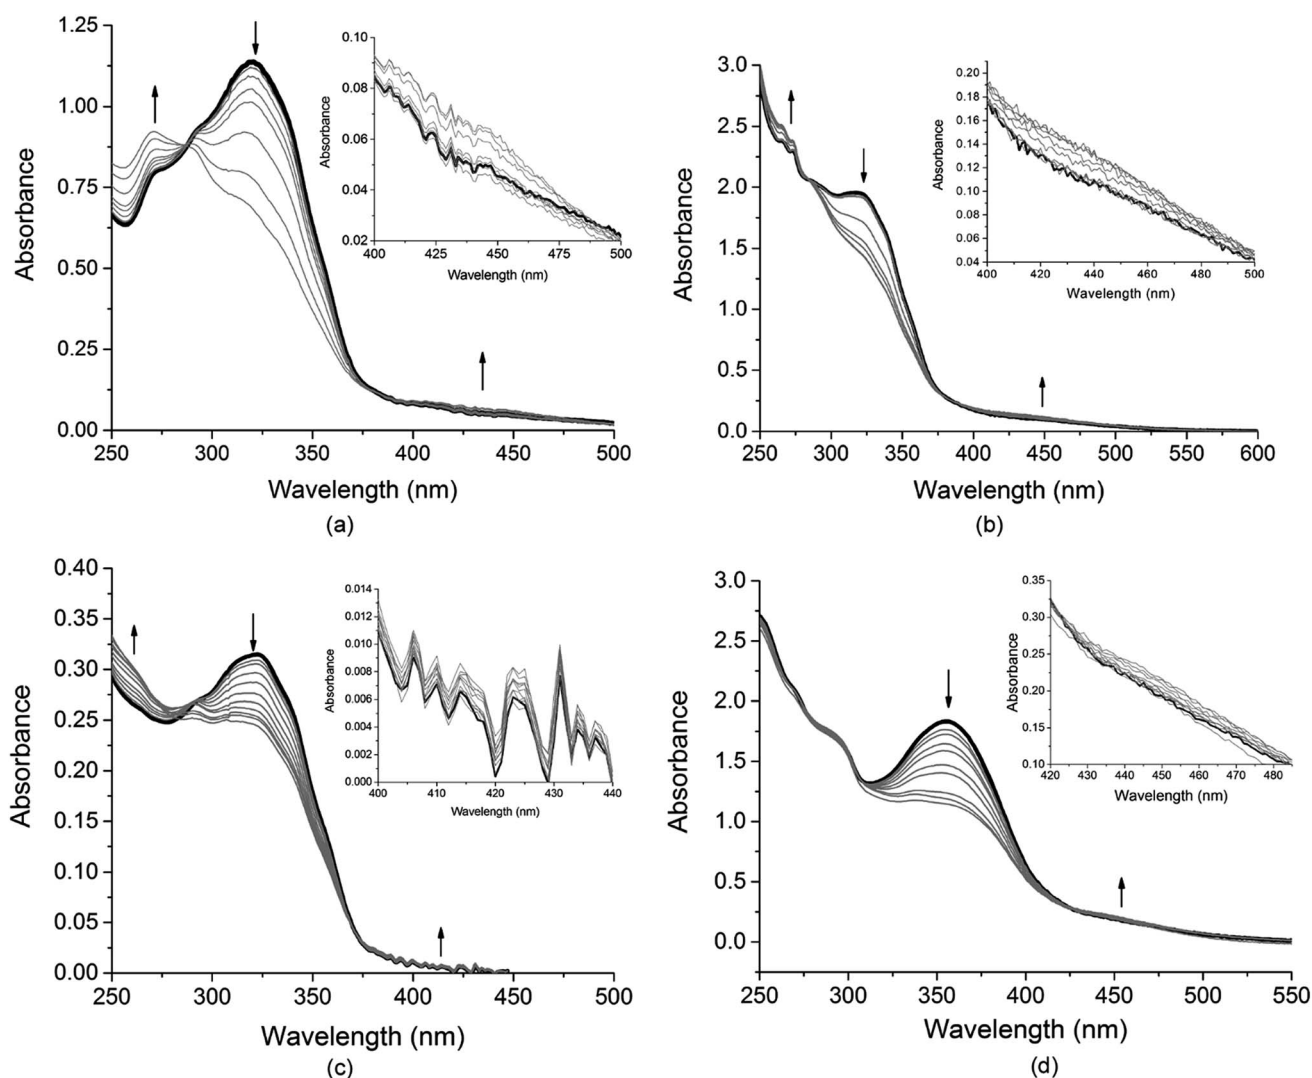 1.25
1.00
0.75
0.50
0.25
0.00
Absorbance
250 300 350 400 450 500
Wavelength (nm)
0.10
0.08
0.06
0.04
0.02
Absorbance
400 425 450 475 500
Wavelength (nm)
(a)
3.0
2.5
2.0
1.5
1.0
0.5
0.0
Absorbance
250 300 350 400 450 500 550 600
Wavelength (nm)
0.20
0.18
0.16
0.14
0.12
0.10
0.08
0.06
0.04
Absorbance
400 420 440 460 480 500
Wavelength (nm)
(b)
0.40
0.35
0.30
0.25
0.20
0.15
0.10
0.05
0.00
Absorbance
250 300 350 400 450 500
Wavelength (nm)
0.014
0.012
0.010
0.008
0.006
0.004
0.002
0.000
Absorbance
400 410 420 430 440
Wavelength (nm)
(c)
3.0
2.5
2.0
1.5
1.0
0.5
0.0
Absorbance
250 300 350 400 450 500 550
Wavelength (nm)
0.35
0.30
0.25
0.20
0.15
0.10
Absorbance
420 430 440 450 460 470 480
Wavelength (nm)
(d)